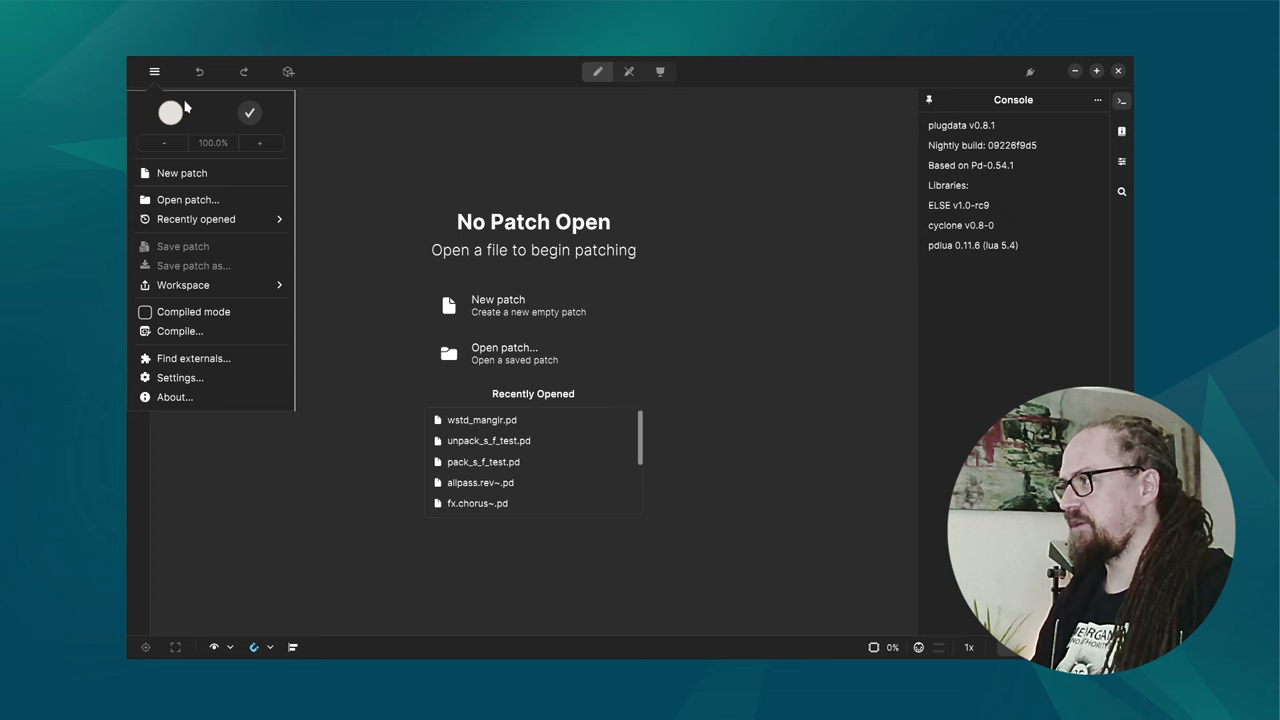 - 100.0% +
New patch
Open patch...
Recently opened
Save patch
Save patch as...
Workspace
Compiled mode
Compile...
Find externals...
Settings...
About...
No Patch Open
Open a file to begin patching
New patch
Create a new empty patch
Open patch...
Open a saved patch
Recently Opened
wstd_manglr.pd
unpack_s_f_test.pd
pack_s_f_test.pd
allpass.rev~.pd
fx.chorus~.pd
Console
plugdata v0.8.1
Nightly build: 09226f9d5
Based on Pd-0.54.1
Libraries:
ELSE v1.0-rc9
cyclone v0.8-0
pdlua 0.11.6 (lua 5.4)
0%
1x